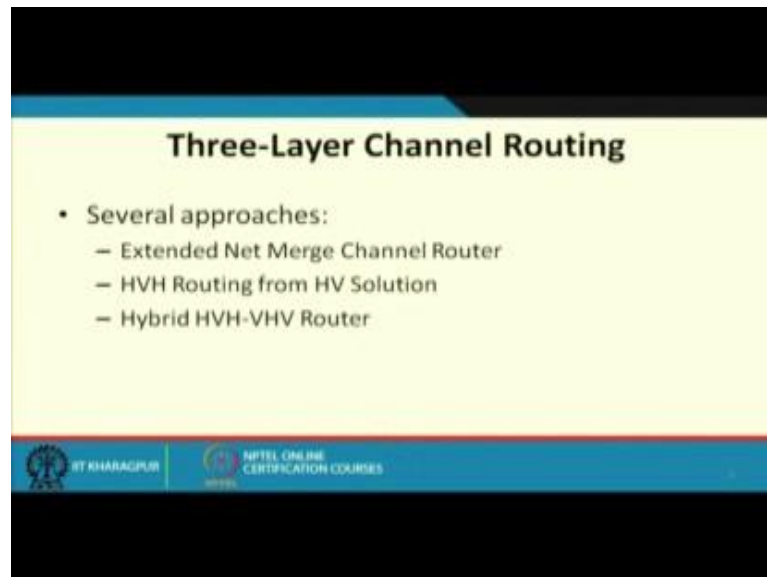 Three-Layer Channel Routing
• Several approaches:
– Extended Net Merge Channel Router
– HVH Routing from HV Solution
– Hybrid HVH-VHV Router
IIT KHARAGPUR
NPTEL ONLINE
CERTIFICATION COURSES
NPTEL